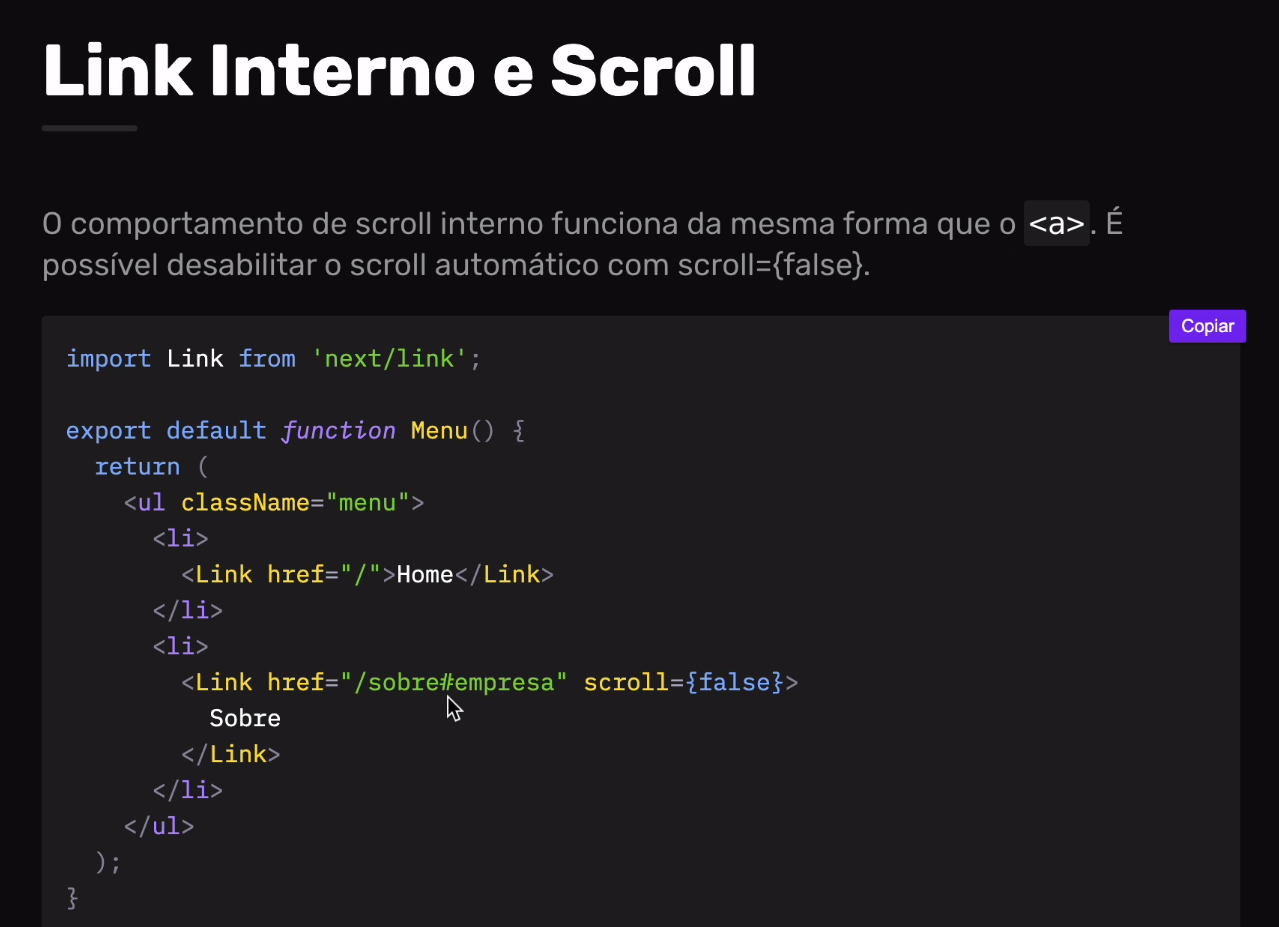 Link Interno e Scroll
O comportamento de scroll interno funciona da mesma forma que o <a>. É
possível desabilitar o scroll automático com scroll={false}.
Copiar
import Link from 'next/link';
export default function Menu() {
  return (
    <ul className="menu">
      <li>
        <Link href="/">Home</Link>
      </li>
      <li>
        <Link href="/sobre#empresa" scroll={false}>
          Sobre
        </Link>
      </li>
    </ul>
  );
}